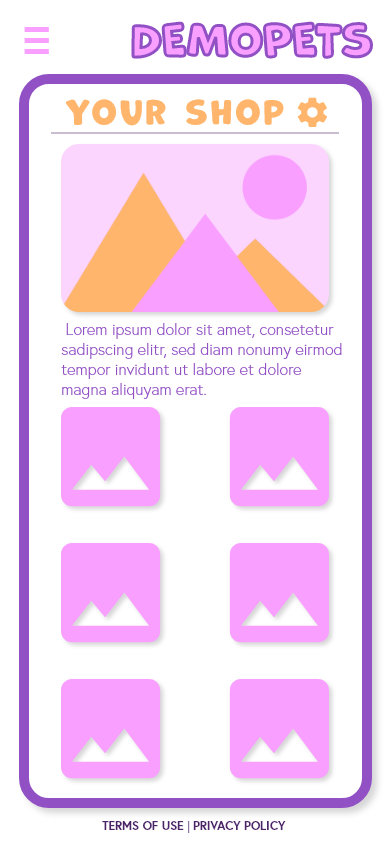 DEMOPETS
YOUR SHOP
Lorem ipsum dolor sit amet, consetetur
sadipscing elitr, sed diam nonumy eirmod
tempor invidunt ut labore et dolore
magna aliquyam erat.
TERMS OF USE | PRIVACY POLICY